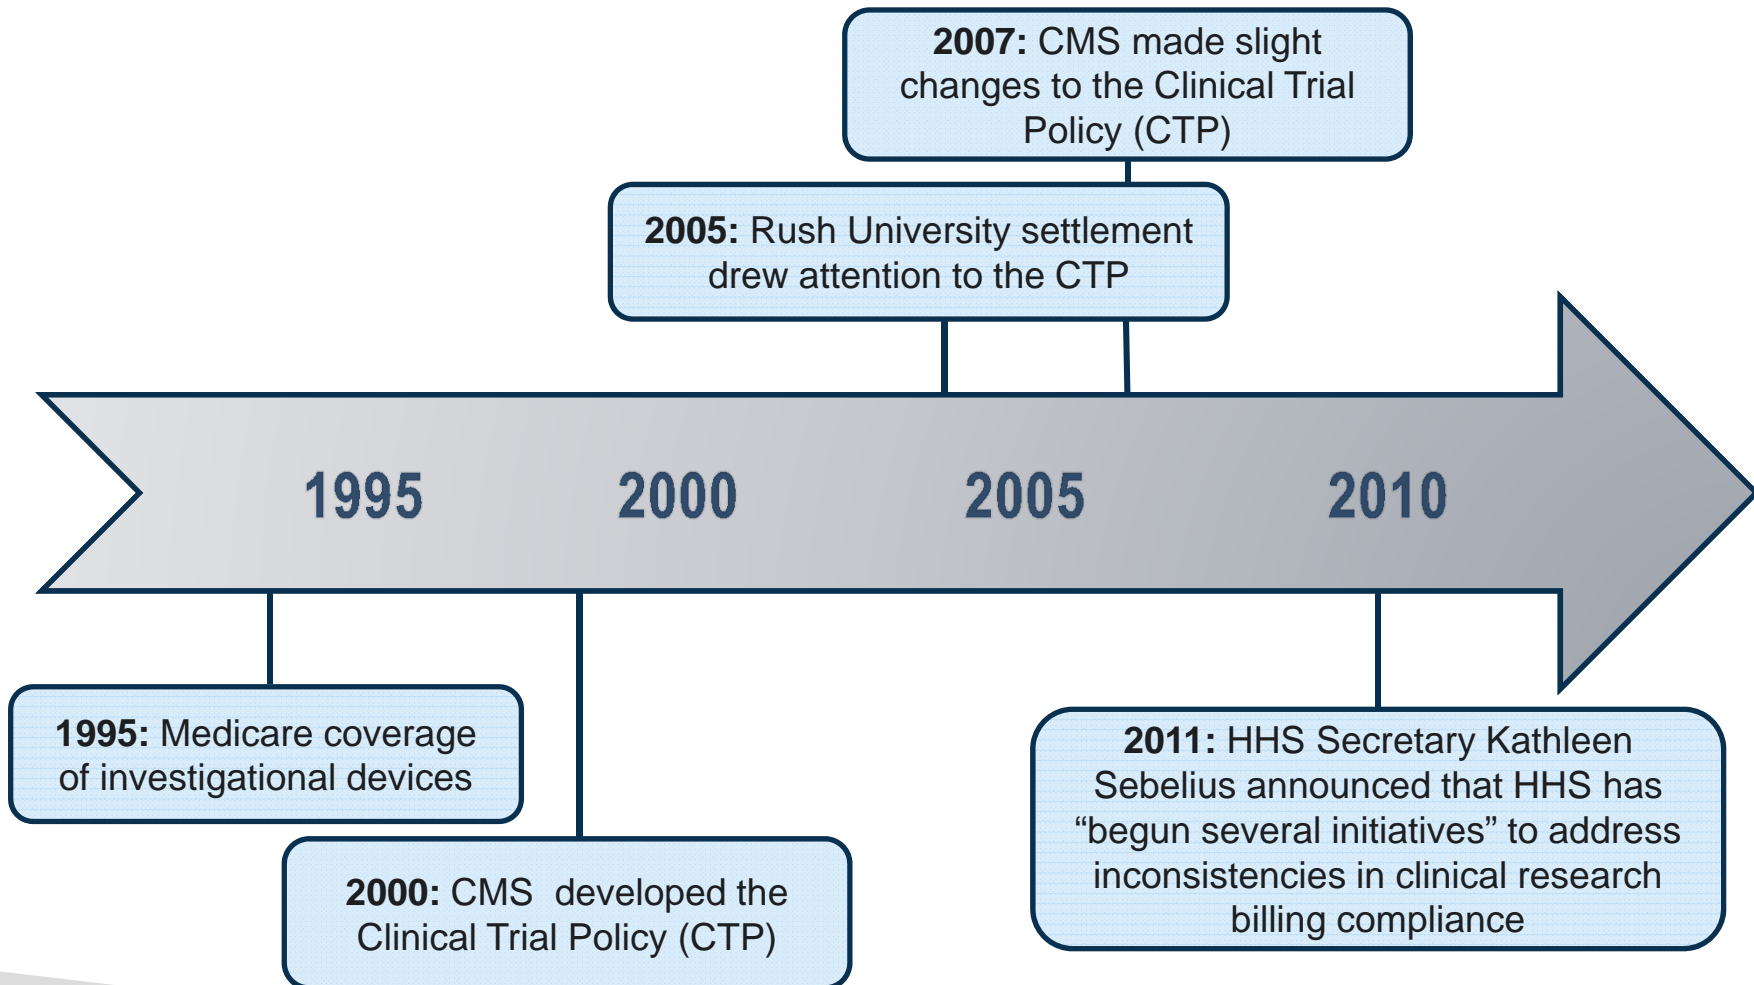 2007: CMS made slight
changes to the Clinical Trial
Policy (CTP)
2005: Rush University settlement
drew attention to the CTP
1995
2000
2005
2010
1995: Medicare coverage
of investigational devices
2000: CMS  developed the
Clinical Trial Policy (CTP)
2011: HHS Secretary Kathleen
Sebelius announced that HHS has
“begun several initiatives” to address
inconsistencies in clinical research
billing compliance